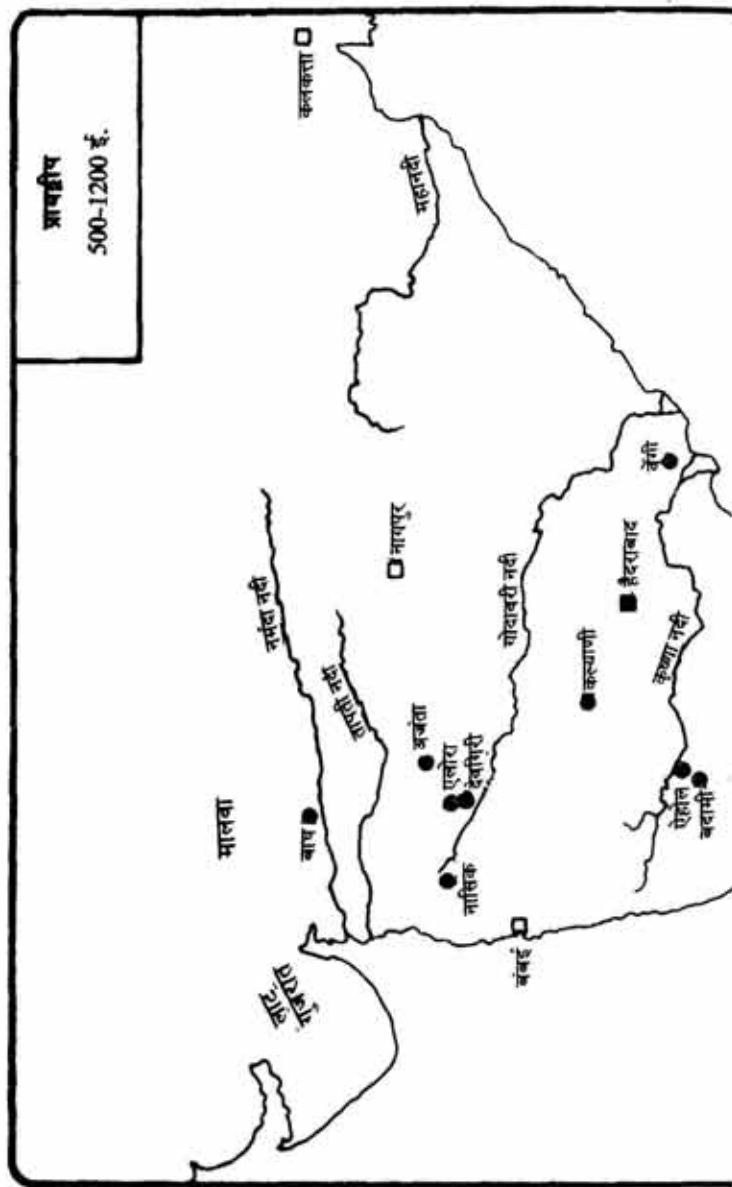 प्रायद्वीप
500-1200 ई.
कलकत्ता
महानदी
नर्मदा नदी
तापती नदी
नागपुर
मालवा
बाघ
लाट,
गुजरात
अजंता
एलोरा
देवगिरी
नासिक
गोदावरी नदी
बंबई
कल्याणी
हैदराबाद
वेंगी
कृष्णा नदी
ऐहोल
बदामी